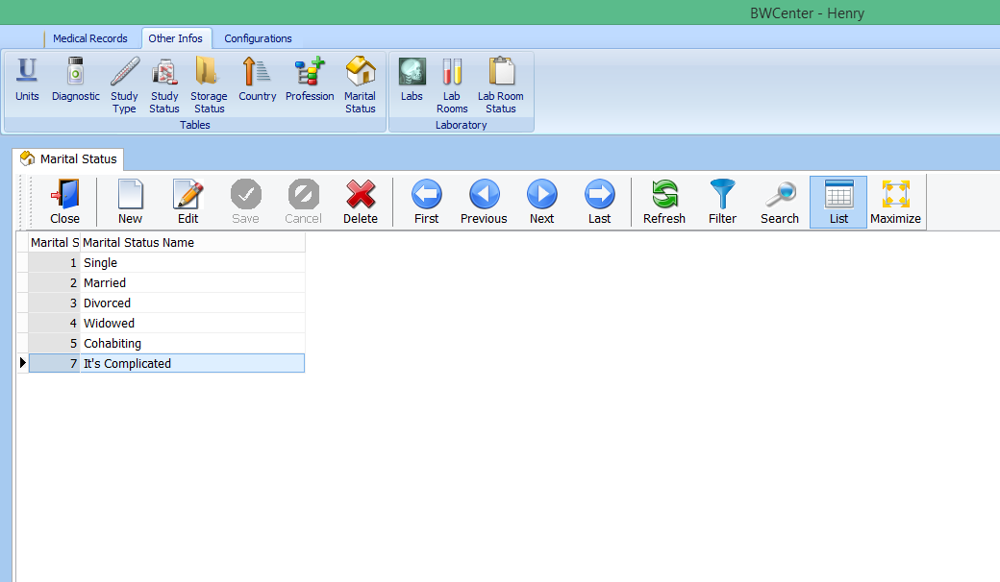 BWCenter - Henry
Medical Records Other Infos Configurations
Units Diagnostic Study Type Study Status Storage Status Country Profession Marital Status Labs Lab Rooms Lab Room Status
Tables Laboratory
Marital Status
Close New Edit Save Cancel Delete First Previous Next Last Refresh Filter Search List Maximize
Marital S Marital Status Name
1 Single
2 Married
3 Divorced
4 Widowed
5 Cohabiting
7 It's Complicated